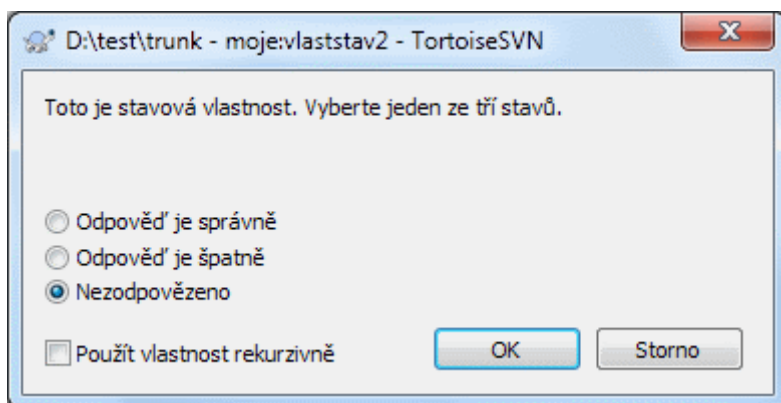 D:\test\trunk - moje:vlaststav2 - TortoiseSVN
Toto je stavová vlastnost. Vyberte jeden ze tří stavů.
Odpověď je správně
Odpověď je špatně
Nezodpovězeno
Použít vlastnost rekurzivně
OK
Storno